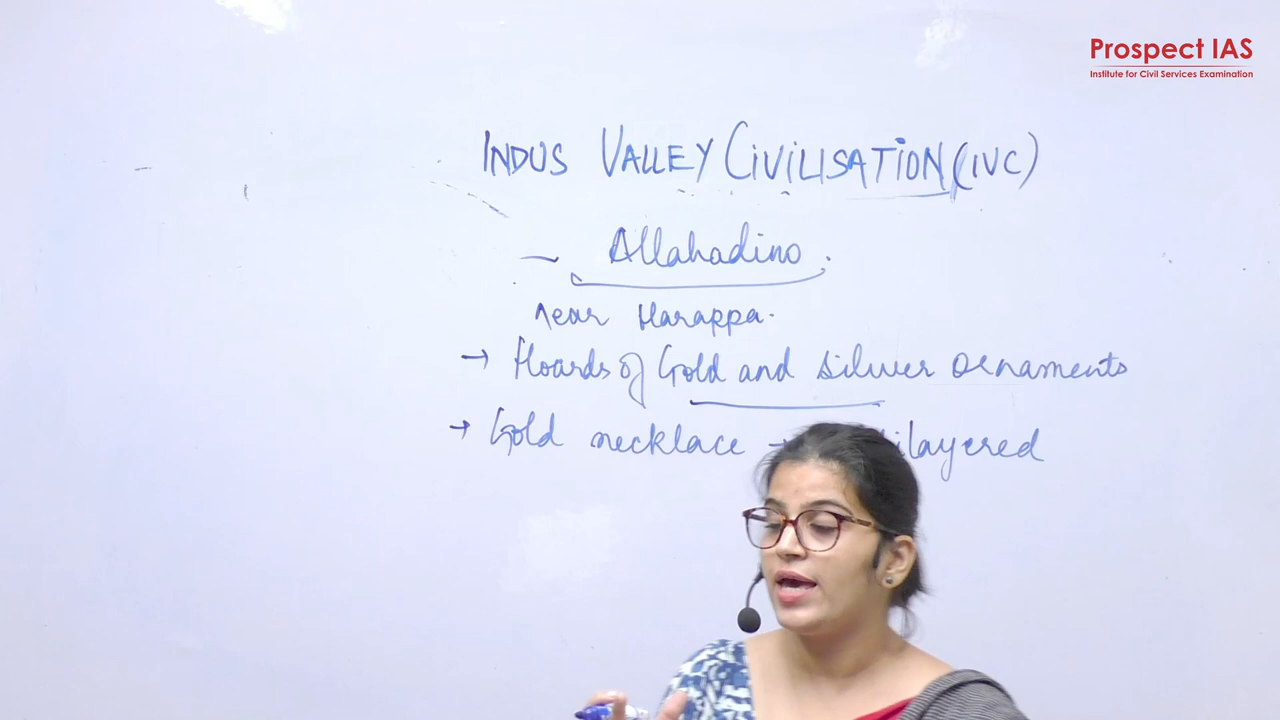 Prospect IAS
Institute for Civil Services Examination
INDUS VALLEY CIVILISATION (IVC)
— Allahadino.
near Harappa.
→ Hoards of Gold and Silver Ornaments
→ Gold necklace → ilayered